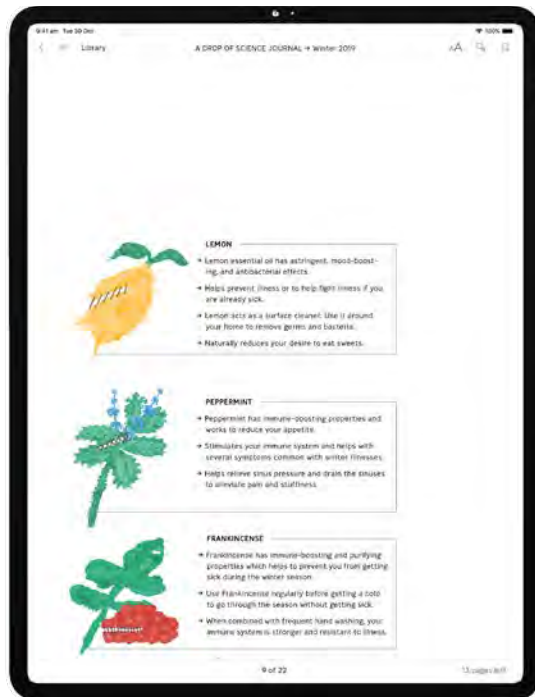 9:41 am Tue 30 Dec
100%
Library
A DROP OF SCIENCE JOURNAL → Winter 2019
AA
LEMON
→ Lemon essential oil has astringent, mood-boost-
ing, and antibacterial effects.
→ Helps prevent illness or to help fight illness if you
are already sick.
→ Lemon acts as a surface cleaner. Use it around
your home to remove germs and bacteria.
→ Naturally reduces your desire to eat sweets.
PEPPERMINT
→ Peppermint has immune-boosting properties and
works to reduce your appetite.
→ Stimulates your immune system and helps with
several symptoms common with winter illnesses.
→ Helps relieve sinus pressure and drain the sinuses
to alleviate pain and stuffiness.
FRANKINCENSE
→ Frankincense has immune-boosting and purifying
properties which helps to prevent you from getting
sick during the winter season.
→ Use Frankincense regularly before getting a cold
to go through the season without getting sick.
→ When combined with frequent hand washing, you
immune system is stronger and resistant to illness.
9 of 22
13 pages left